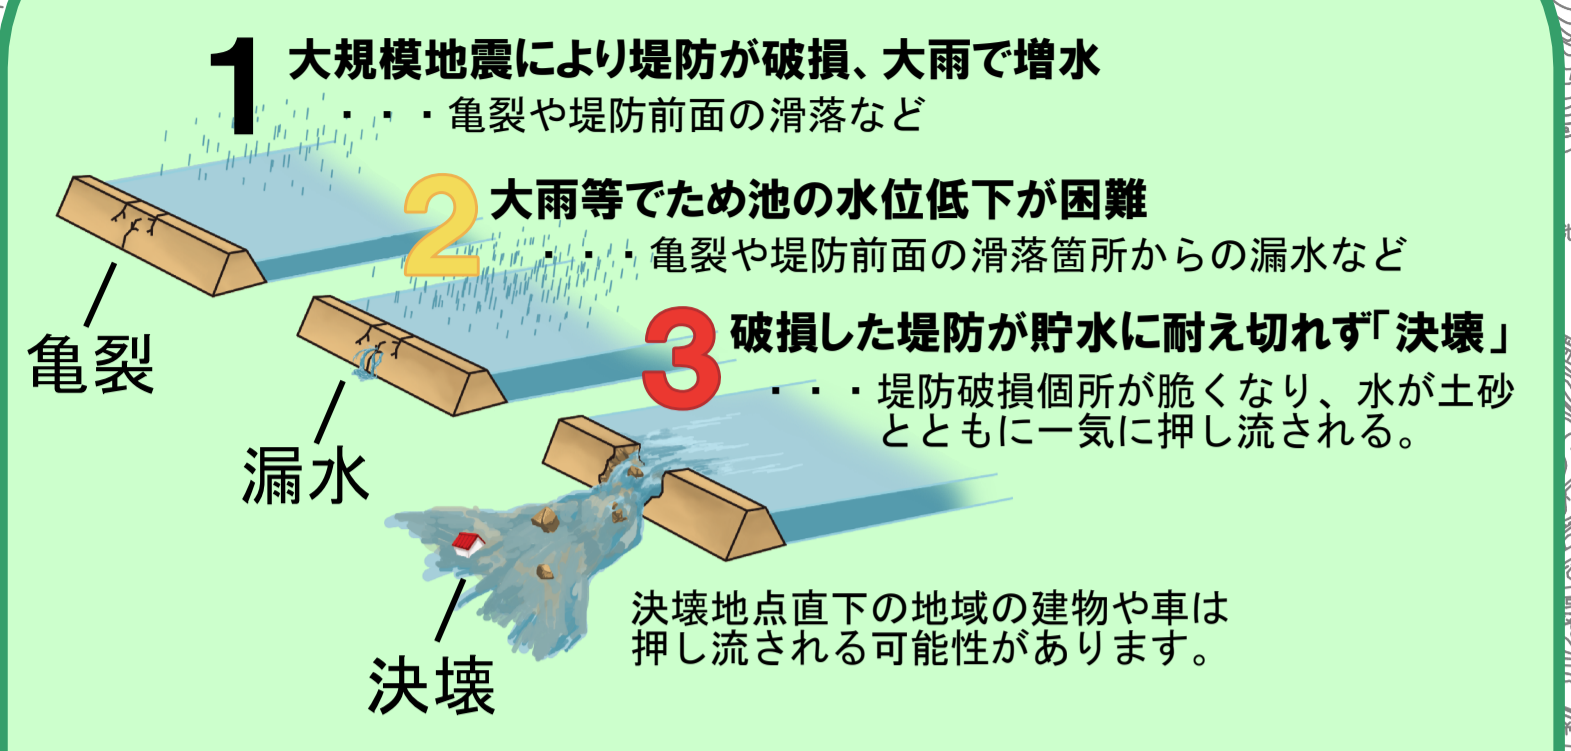 1 大規模地震により堤防が破損、大雨で増水
・・・亀裂や堤防前面の滑落など
2 大雨等でため池の水位低下が困難
・・・亀裂や堤防前面の滑落箇所からの漏水など
亀裂
3 破損した堤防が貯水に耐え切れず「決壊」
・・・堤防破損個所が脆くなり、水が土砂
とともに一気に押し流される。
漏水
決壊地点直下の地域の建物や車は
押し流される可能性があります。
決壊